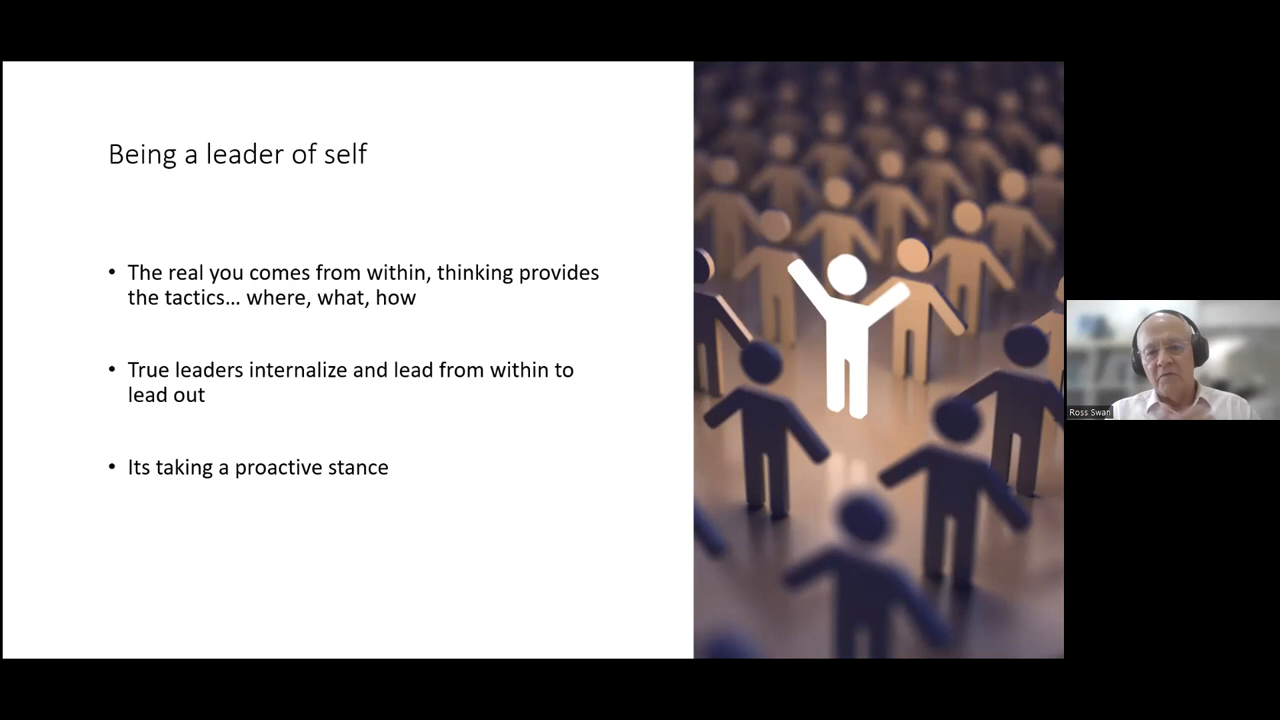 Being a leader of self
• The real you comes from within, thinking provides
the tactics... where, what, how
• True leaders internalize and lead from within to
lead out
• Its taking a proactive stance
Ross Swan